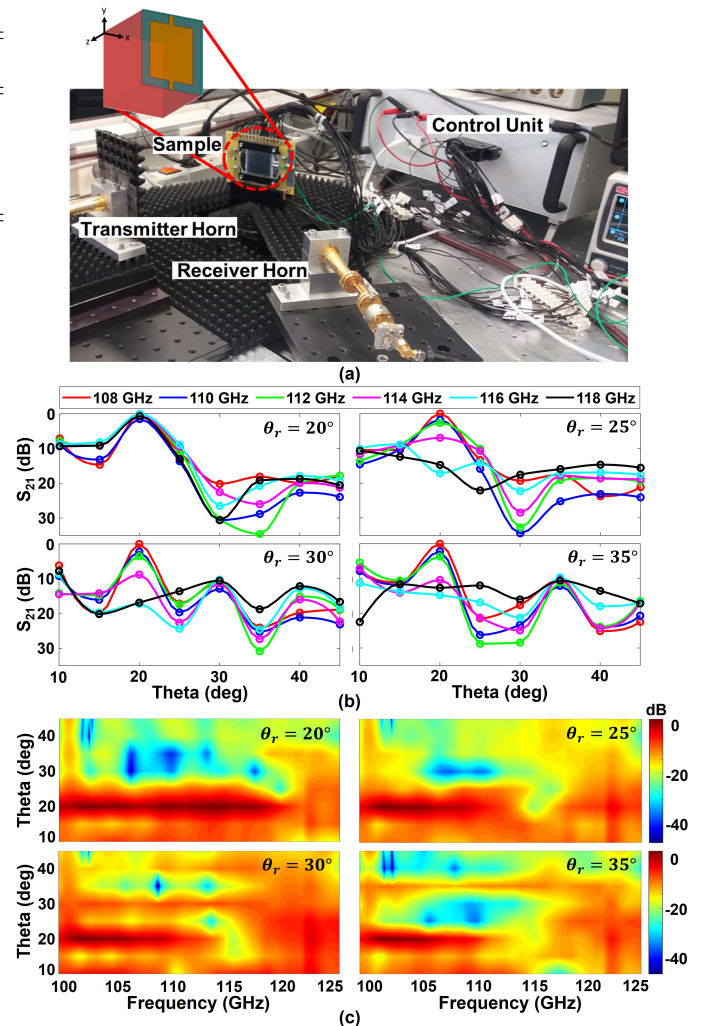 y
z
x
Sample
Control Unit
Transmitter Horn
Receiver Horn
(a)
108 GHz 110 GHz 112 GHz 114 GHz 116 GHz 118 GHz
S21 (dB)
0
10
20
30
θr = 20°
θr = 25°
S21 (dB)
0
10
20
30
θr = 30°
θr = 35°
10 20 30 40
10 20 30 40
Theta (deg)
Theta (deg)
(b)
dB
Theta (deg)
40
30
20
10
θr = 20°
θr = 25°
0
-20
-40
Theta (deg)
40
30
20
10
θr = 30°
θr = 35°
0
-20
-40
100 105 110 115 120 125
100 105 110 115 120 125
Frequency (GHz)
Frequency (GHz)
(c)